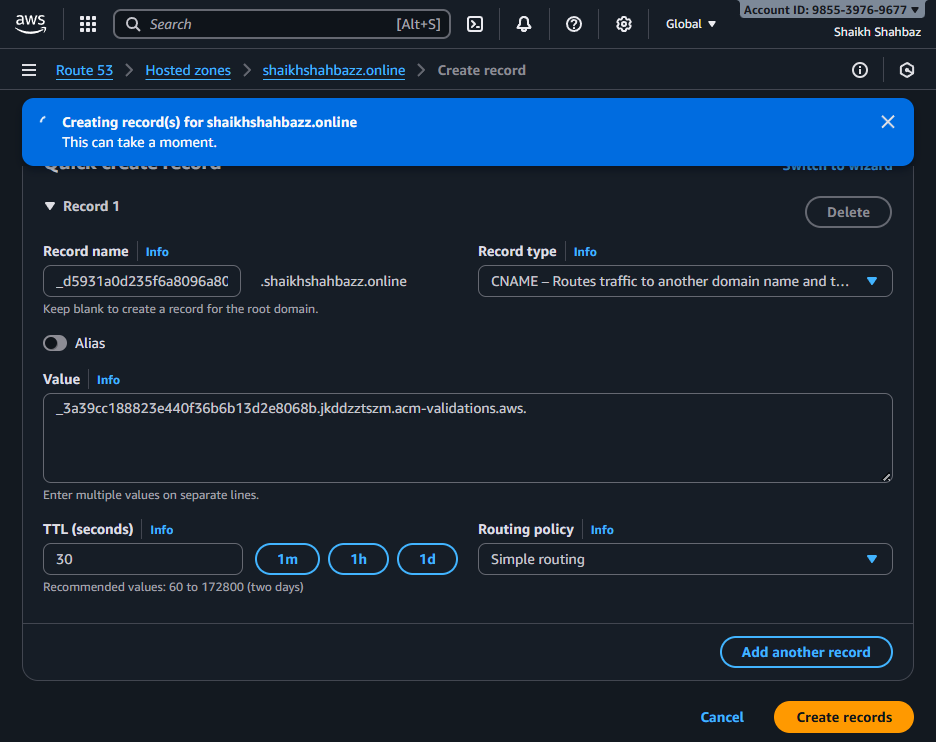 aws
Search [Alt+S]
Global
Account ID: 9855-3976-9677
Shaikh Shahbaz
Route 53 > Hosted zones > shaikhshahbazz.online > Create record
Creating record(s) for shaikhshahbazz.online
This can take a moment.
Quick create record
Switch to wizard
Record 1
Delete
Record name Info
_d5931a0d235f6a8096a80 .shaikhshahbazz.online
Keep blank to create a record for the root domain.
Record type Info
CNAME – Routes traffic to another domain name and t...
Alias
Value Info
_3a39cc188823e440f36b6b13d2e8068b.jkddzztszm.acm-validations.aws.
Enter multiple values on separate lines.
TTL (seconds) Info
30 1m 1h 1d
Recommended values: 60 to 172800 (two days)
Routing policy Info
Simple routing
Add another record
Cancel Create records